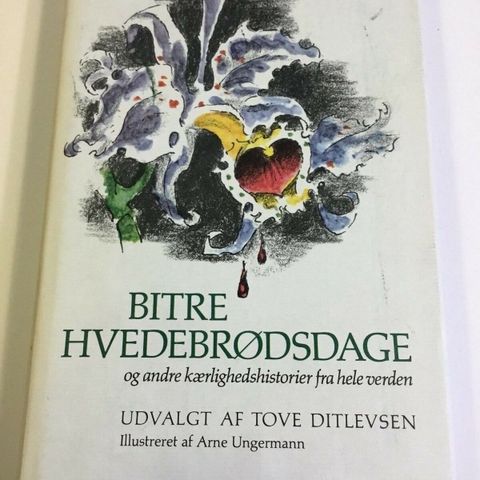 BITRE
HVEDEBRØDSDAGE
og andre kærlighedshistorier fra hele verden
UDVALGT AF TOVE DITLEVSEN
Illustreret af Arne Ungermann